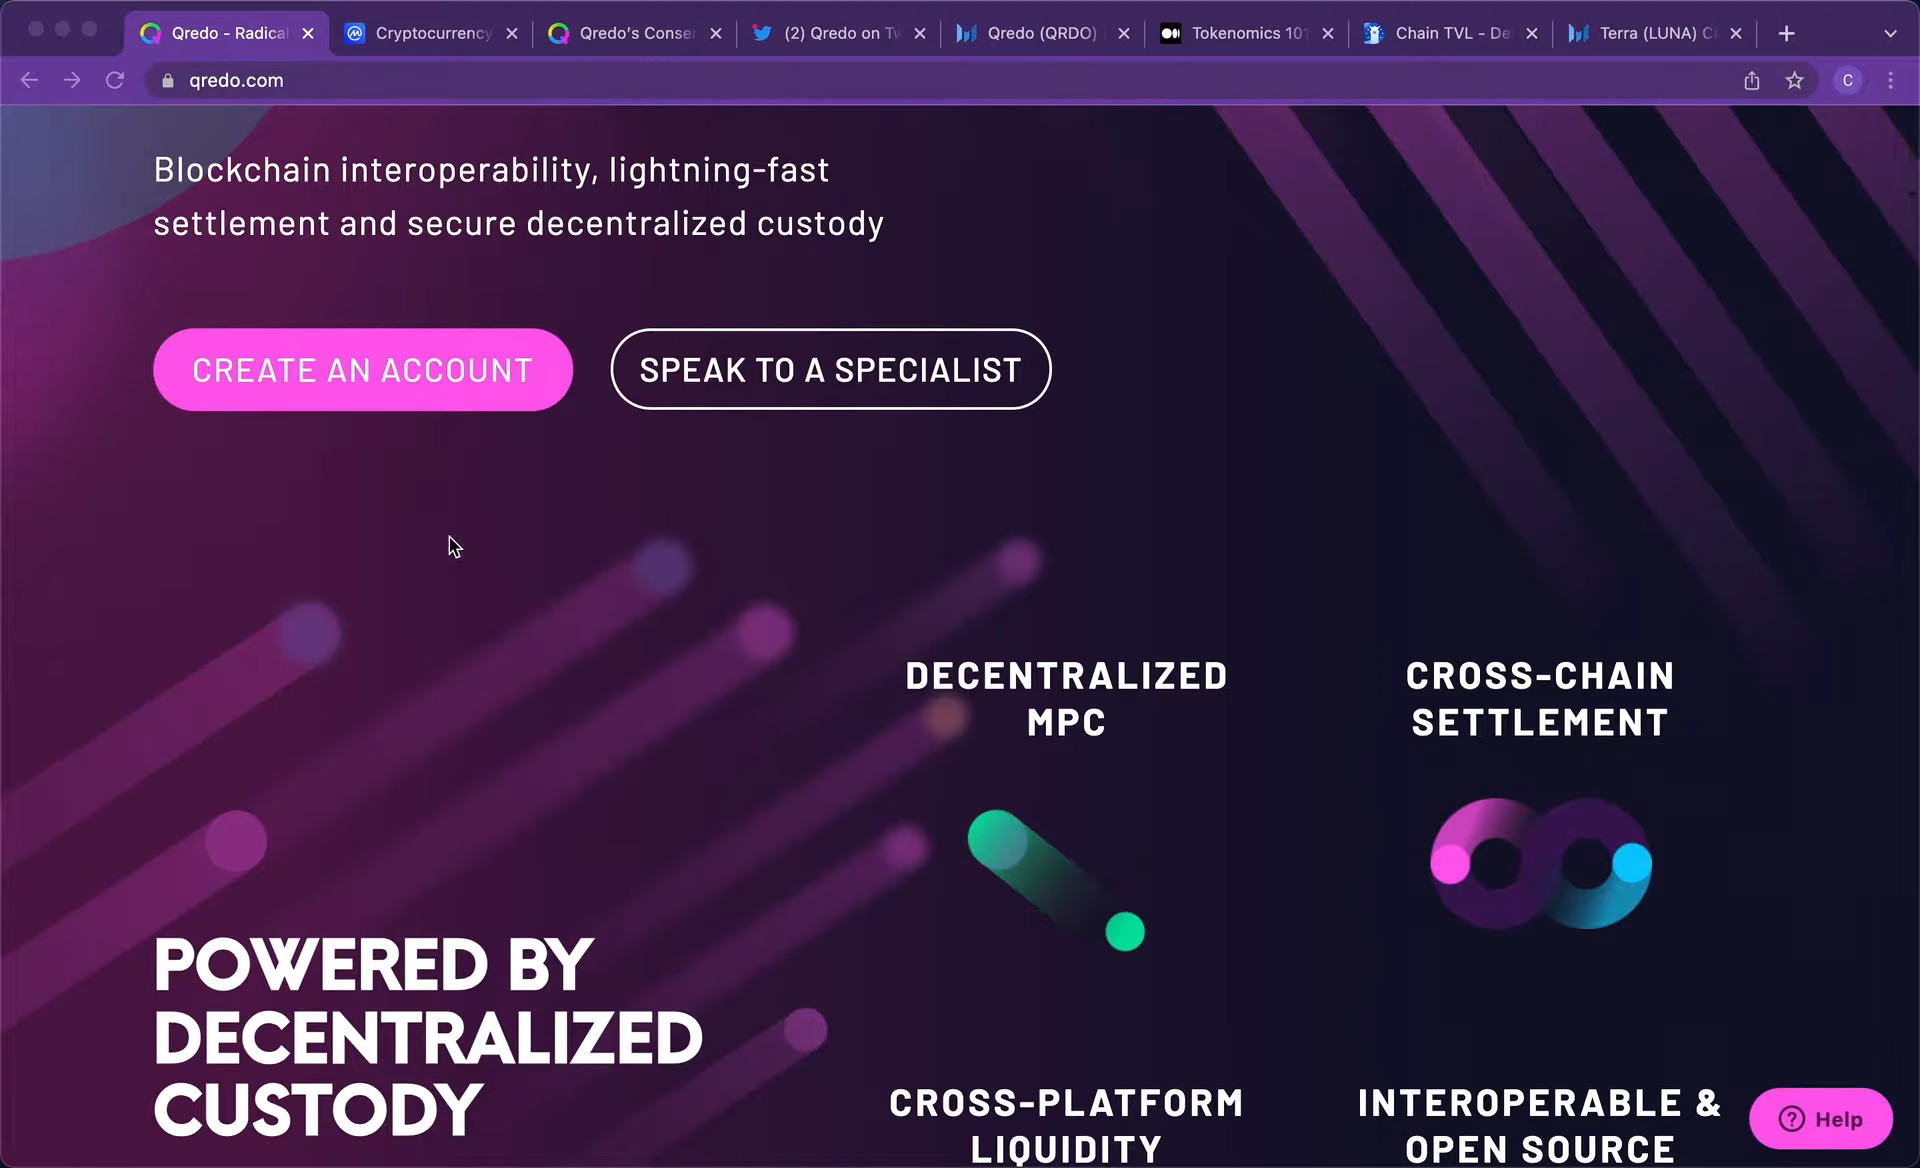 Qredo - Radical
Cryptocurrency
Qredo's Conse
(2) Qredo on Tw
Qredo (QRDO)
Tokenomics 101
Chain TVL - De
Terra (LUNA) C
qredo.com
C
Blockchain interoperability, lightning-fast
settlement and secure decentralized custody
CREATE AN ACCOUNT
SPEAK TO A SPECIALIST
DECENTRALIZED
MPC
CROSS-CHAIN
SETTLEMENT
POWERED BY
DECENTRALIZED
CUSTODY
CROSS-PLATFORM
LIQUIDITY
INTEROPERABLE &
OPEN SOURCE
Help